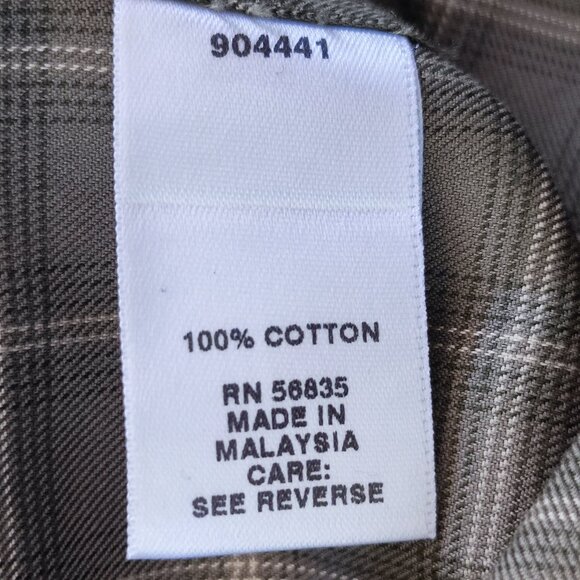 904441
100% COTTON
RN 56835
MADE IN
MALAYSIA
CARE:
SEE REVERSE